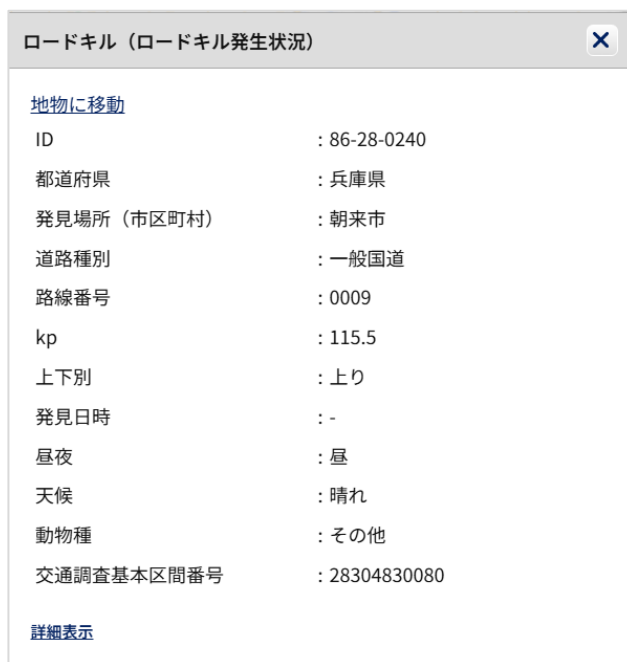 ロードキル（ロードキル発生状況）
地物に移動
ID : 86-28-0240
都道府県 : 兵庫県
発見場所（市区町村） : 朝来市
道路種別 : 一般国道
路線番号 : 0009
kp : 115.5
上下別 : 上り
発見日時 : -
昼夜 : 昼
天候 : 晴れ
動物種 : その他
交通調査基本区間番号 : 28304830080
詳細表示